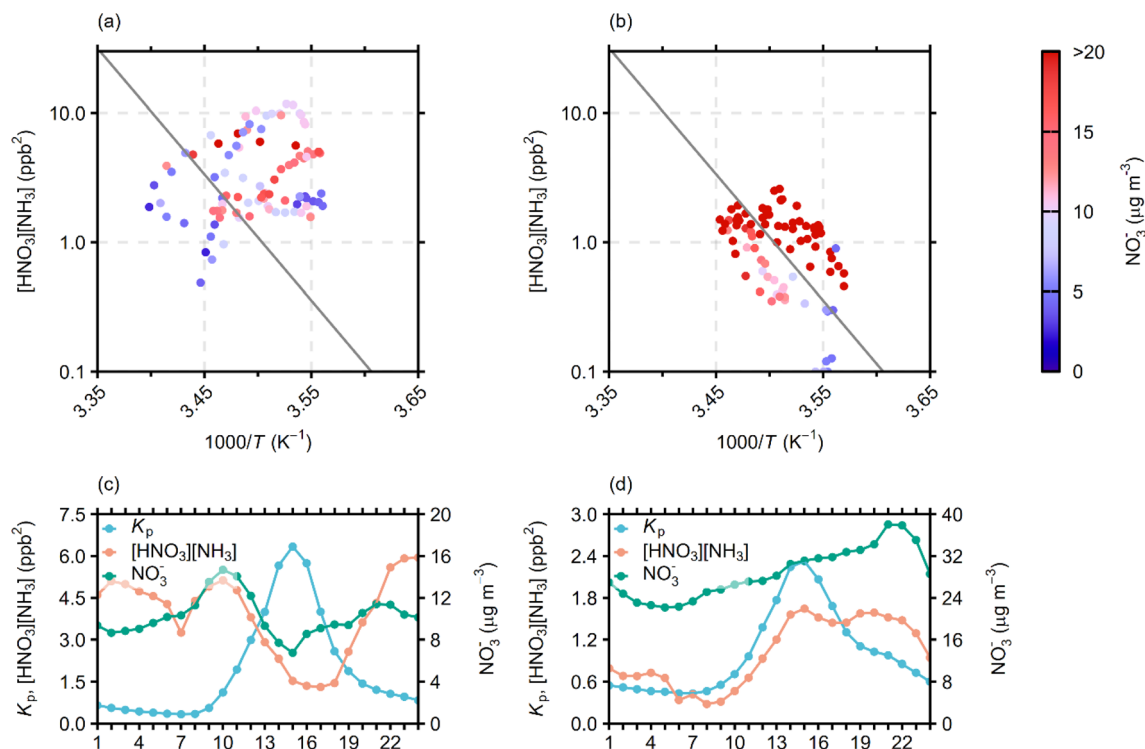 (a)
[HNO₃][NH₃] (ppb²)
10.0
1.0
0.1
3.35
3.45
3.55
3.65
1000/T (K⁻¹)
(b)
[HNO₃][NH₃] (ppb²)
10.0
1.0
0.1
3.35
3.45
3.55
3.65
1000/T (K⁻¹)
>20
15
10
5
0
NO₃⁻ (µg m⁻³)
(c)
Kₚ, [HNO₃][NH₃] (ppb²)
7.5
6.0
4.5
3.0
1.5
0.0
Kₚ
[HNO₃][NH₃]
NO₃⁻
20
16
12
8
4
0
NO₃⁻ (µg m⁻³)
1 4 7 10 13 16 19 22
(d)
Kₚ, [HNO₃][NH₃] (ppb²)
3.0
2.4
1.8
1.2
0.6
0.0
Kₚ
[HNO₃][NH₃]
NO₃⁻
40
32
24
16
8
0
NO₃⁻ (µg m⁻³)
1 4 7 10 13 16 19 22